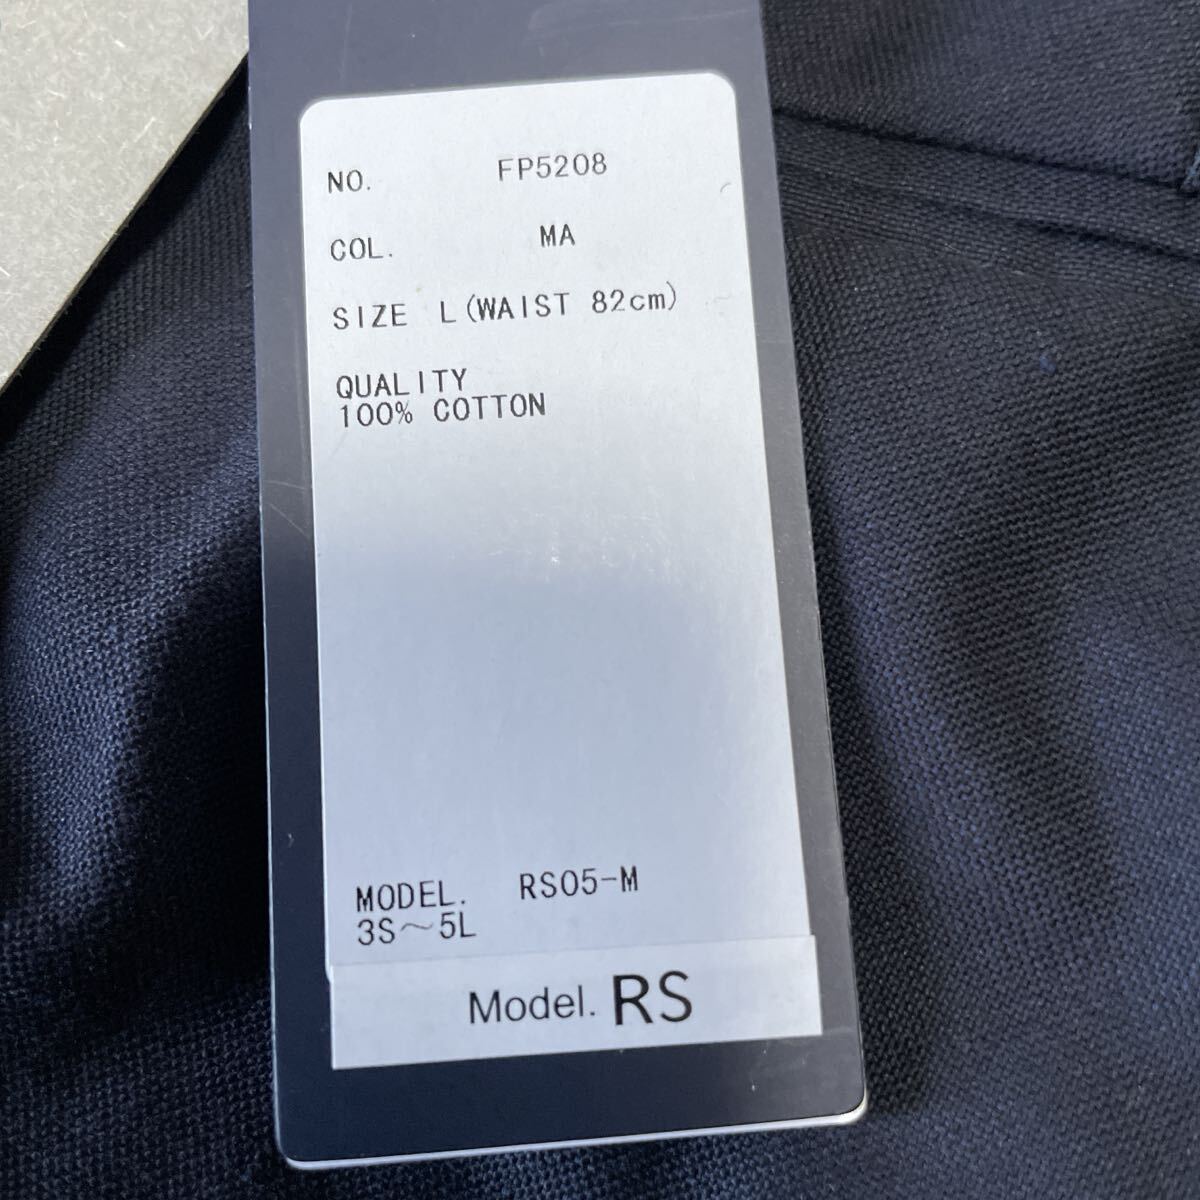 NO. FP5208
COL. MA
SIZE L(WAIST 82cm)
QUALITY
100% COTTON
MODEL. RS05-M
3S～5L
Model. RS